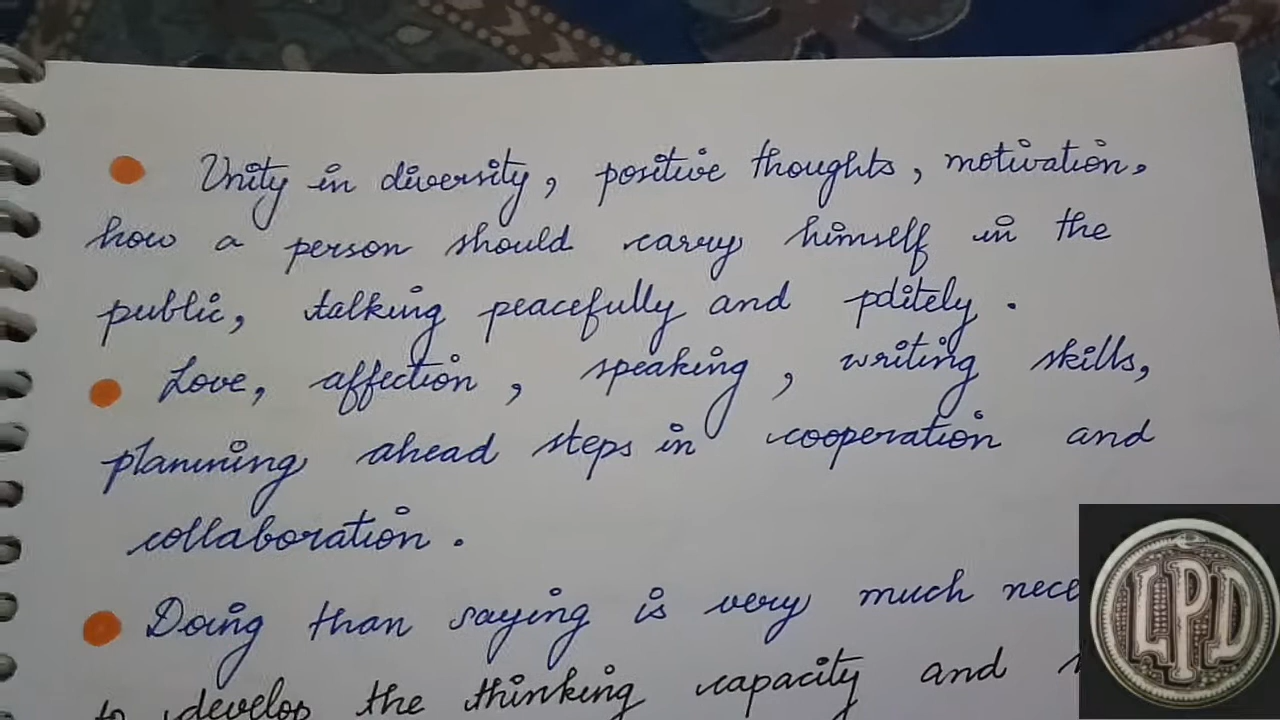 Unity in diversity, positive thoughts, motivation,
how a person should carry himself in the
public, talking peacefully and politely.
Love, affection, speaking, writing skills,
planning ahead steps in cooperation and
collaboration.
Doing than saying is very much
to develop the thinking capacity and
LPD